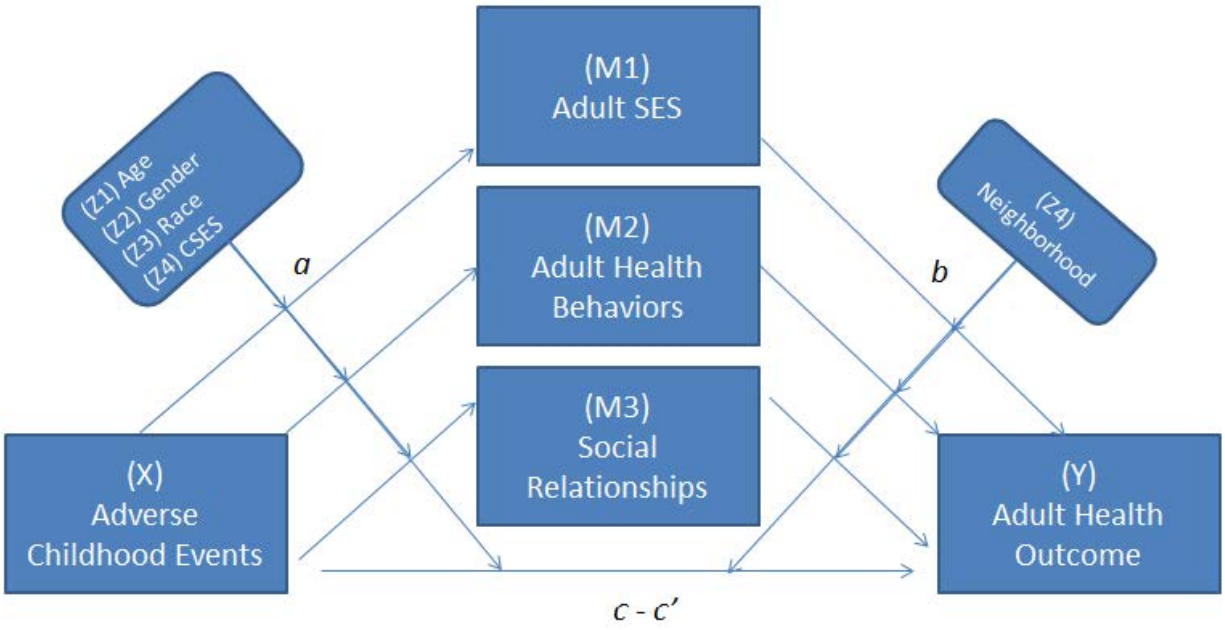 (M1)
Adult SES
(Z1) Age
(Z2) Gender
(Z3) Race
(Z4) CSES
(Z4)
Neighborhood
(M2)
Adult Health
Behaviors
a
b
(M3)
Social
Relationships
(X)
Adverse
Childhood Events
(Y)
Adult Health
Outcome
c - c’